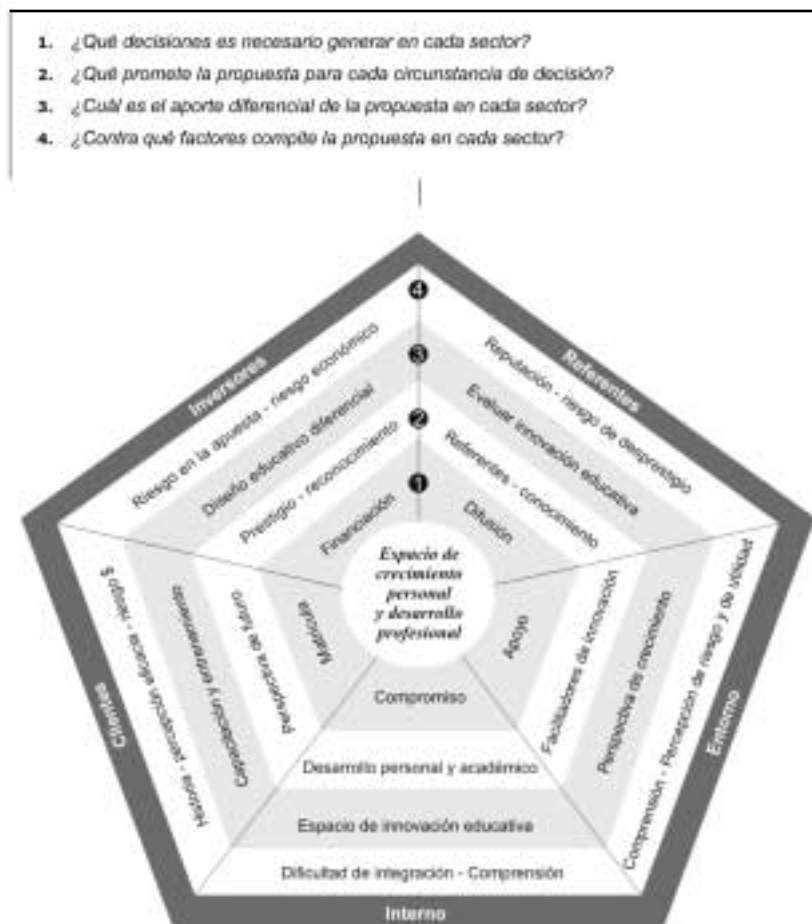 1. ¿Qué decisiones es necesario generar en cada sector?
2. ¿Qué promete la propuesta para cada circunstancia de decisión?
3. ¿Cuál es el aporte diferencial de la propuesta en cada sector?
4. ¿Contra qué factores compite la propuesta en cada sector?
Inversores
Riesgo en la apuesta - riesgo económico
Diseño educativo diferencial
Prestigio - reconocimiento
Financiación
4
3
2
1
Referentes
Reputación - riesgo de desprestigio
Evaluar innovación educativa
Referentes - conocimiento
Difusión
Espacio de
crecimiento
personal
y desarrollo
profesional
Clientes
Historia - percepción eficacia - riesgo $
Capacitación y entrenamiento
Perspectiva de futuro
Matrícula
Apoyo
Facilitadores de innovación
Perspectiva de crecimiento
Comprensión - Percepción de riesgo y de utilidad
Entorno
Compromiso
Desarrollo personal y académico
Espacio de innovación educativa
Dificultad de integración - Comprensión
Interno